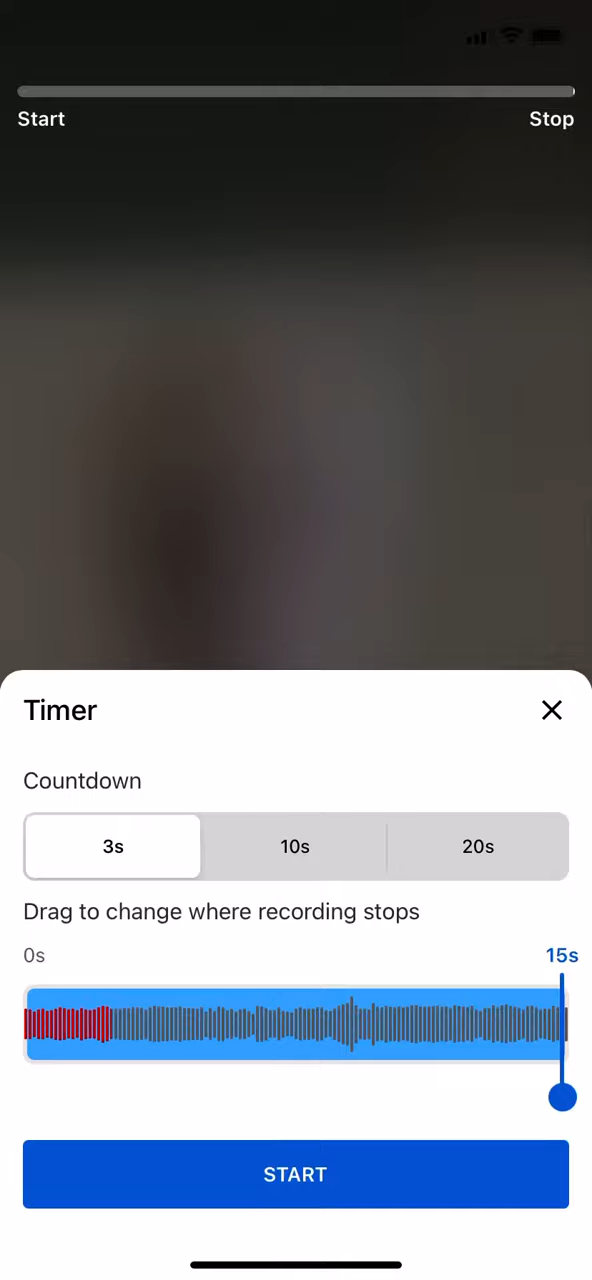 Start Stop
Timer
Countdown
3s 10s 20s
Drag to change where recording stops
0s 15s
START